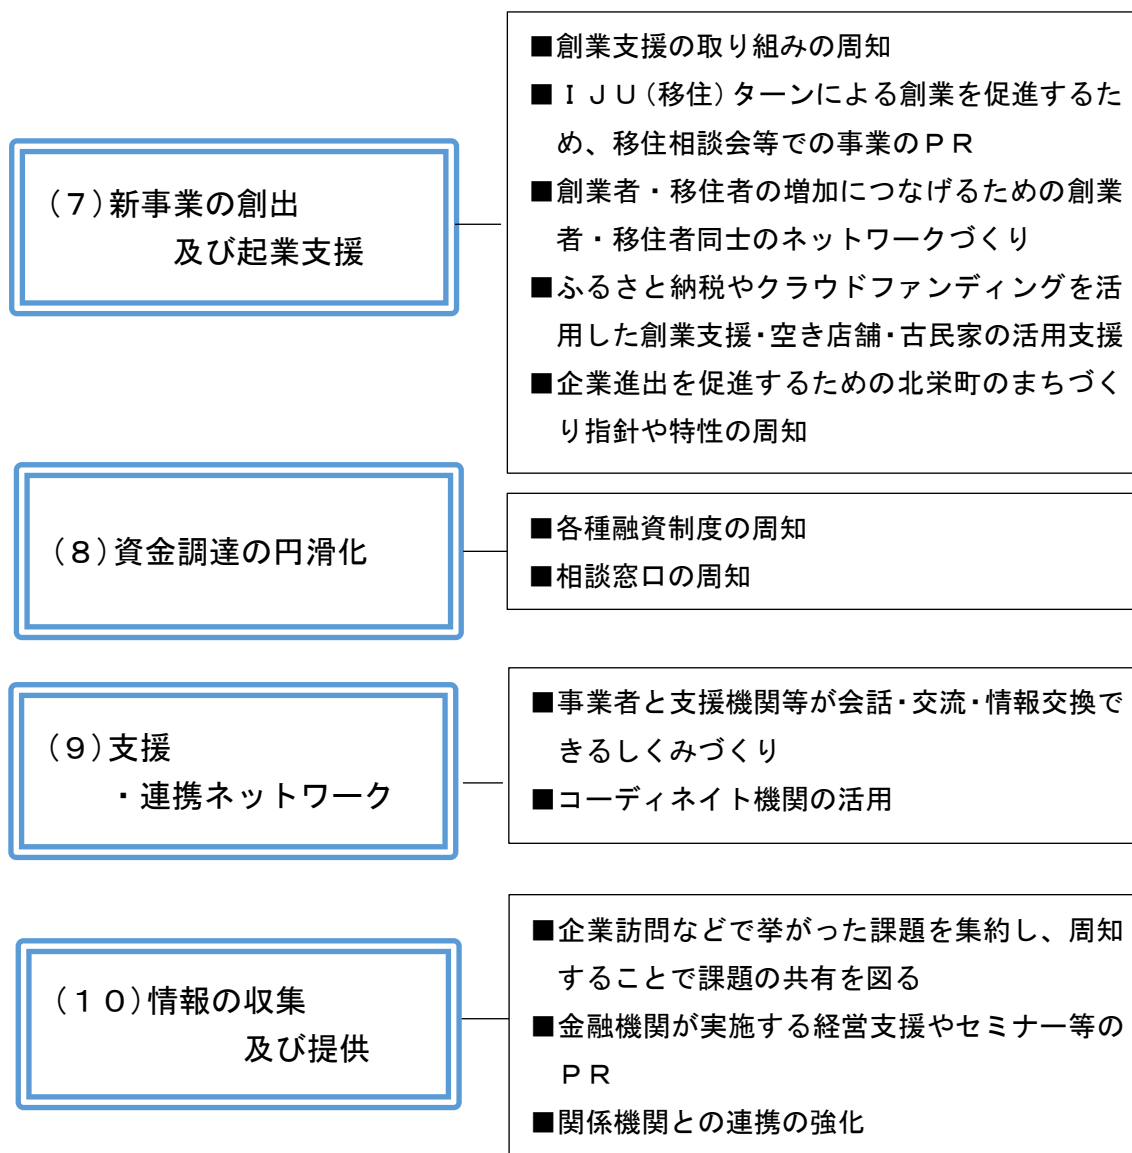 (7)新事業の創出
及び起業支援
■創業支援の取り組みの周知
■ＩＪＵ(移住)ターンによる創業を促進するた
め、移住相談会等での事業のＰＲ
■創業者・移住者の増加につなげるための創業
者・移住者同士のネットワークづくり
■ふるさと納税やクラウドファンディングを活
用した創業支援・空き店舗・古民家の活用支援
■企業進出を促進するための北栄町のまちづく
り指針や特性の周知
(8)資金調達の円滑化
■各種融資制度の周知
■相談窓口の周知
(9)支援
・連携ネットワーク
■事業者と支援機関等が会話・交流・情報交換で
きるしくみづくり
■コーディネイト機関の活用
(10)情報の収集
及び提供
■企業訪問などで挙がった課題を集約し、周知
することで課題の共有を図る
■金融機関が実施する経営支援やセミナー等の
ＰＲ
■関係機関との連携の強化